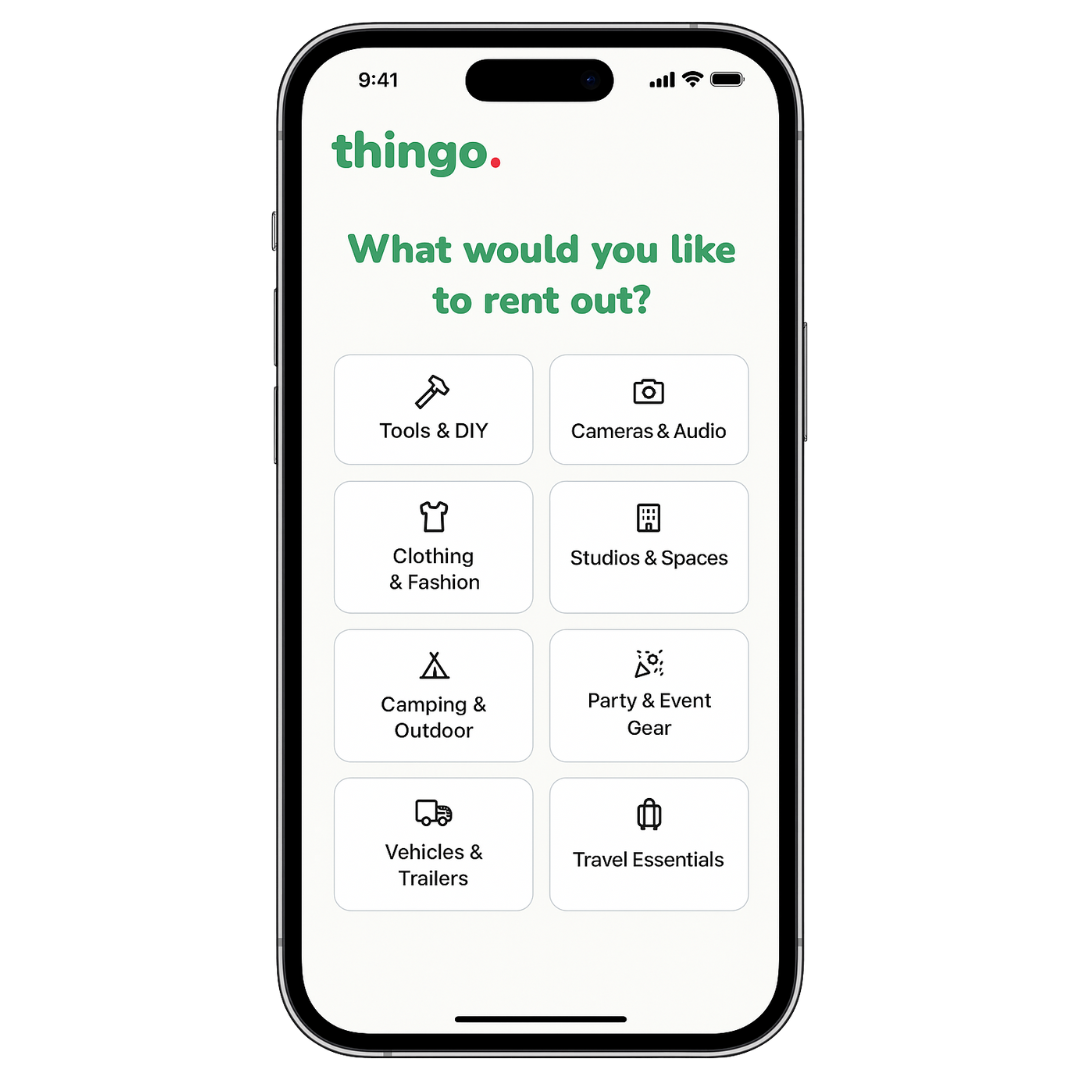 9:41
thingo.
What would you like
to rent out?
Tools & DIY
Cameras & Audio
Clothing
& Fashion
Studios & Spaces
Camping &
Outdoor
Party & Event
Gear
Vehicles &
Trailers
Travel Essentials